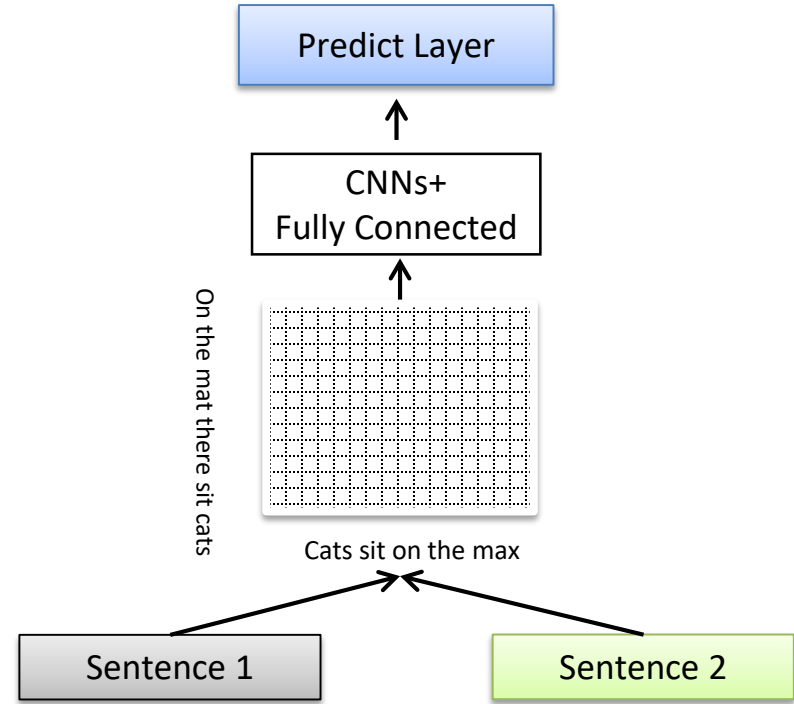 Predict Layer
CNNs+
Fully Connected
On the mat there sit cats
Cats sit on the max
Sentence 1
Sentence 2